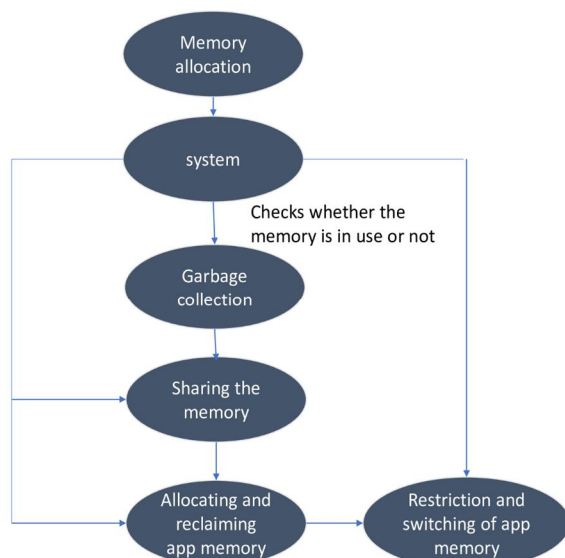 Memory
allocation
system
Checks whether the
memory is in use or not
Garbage
collection
Sharing the
memory
Allocating and
reclaiming
app memory
Restriction and
switching of app
memory